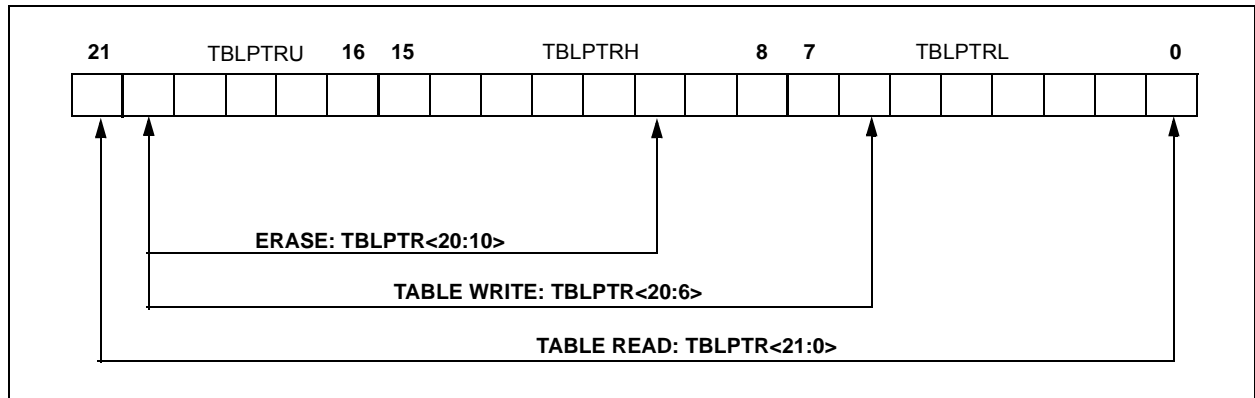 21 TBLPTRU 16 15 TBLPTRH 8 7 TBLPTRL 0
ERASE: TBLPTR<20:10>
TABLE WRITE: TBLPTR<20:6>
TABLE READ: TBLPTR<21:0>